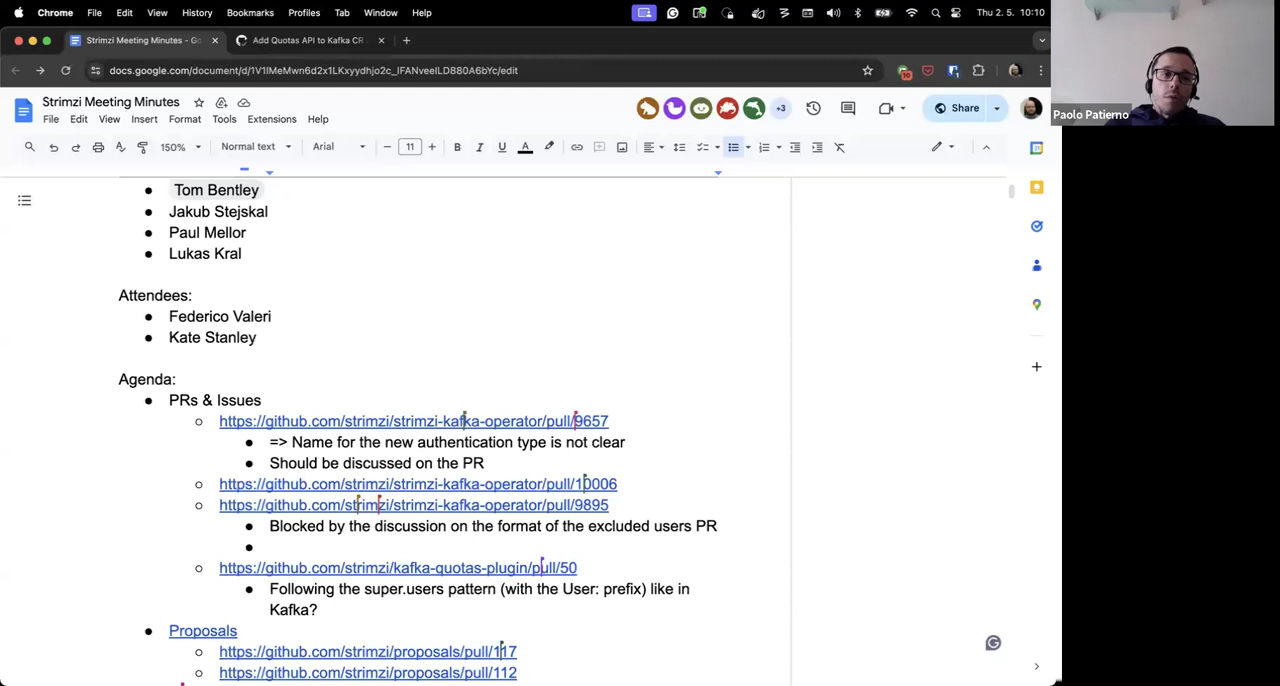 Chrome File Edit View History Bookmarks Profiles Tab Window Help Thu 2. 5. 10:10
Strimzi Meeting Minutes - Go
Add Quotas API to Kafka CR
docs.google.com/document/d/1V1lMeMwn6d2x1LKxyydhjo2c_IFANveelLD880A6bYc/edit
Strimzi Meeting Minutes
File Edit View Insert Format Tools Extensions Help
+3
Share
Paolo Patierno
150% Normal text Arial 11
Tom Bentley
Jakub Stejskal
Paul Mellor
Lukas Kral
Attendees:
Federico Valeri
Kate Stanley
Agenda:
PRs & Issues
https://github.com/strimzi/strimzi-kafka-operator/pull/9657
=> Name for the new authentication type is not clear
Should be discussed on the PR
https://github.com/strimzi/strimzi-kafka-operator/pull/10006
https://github.com/strimzi/strimzi-kafka-operator/pull/9895
Blocked by the discussion on the format of the excluded users PR
https://github.com/strimzi/kafka-quotas-plugin/pull/50
Following the super.users pattern (with the User: prefix) like in
Kafka?
Proposals
https://github.com/strimzi/proposals/pull/117
https://github.com/strimzi/proposals/pull/112